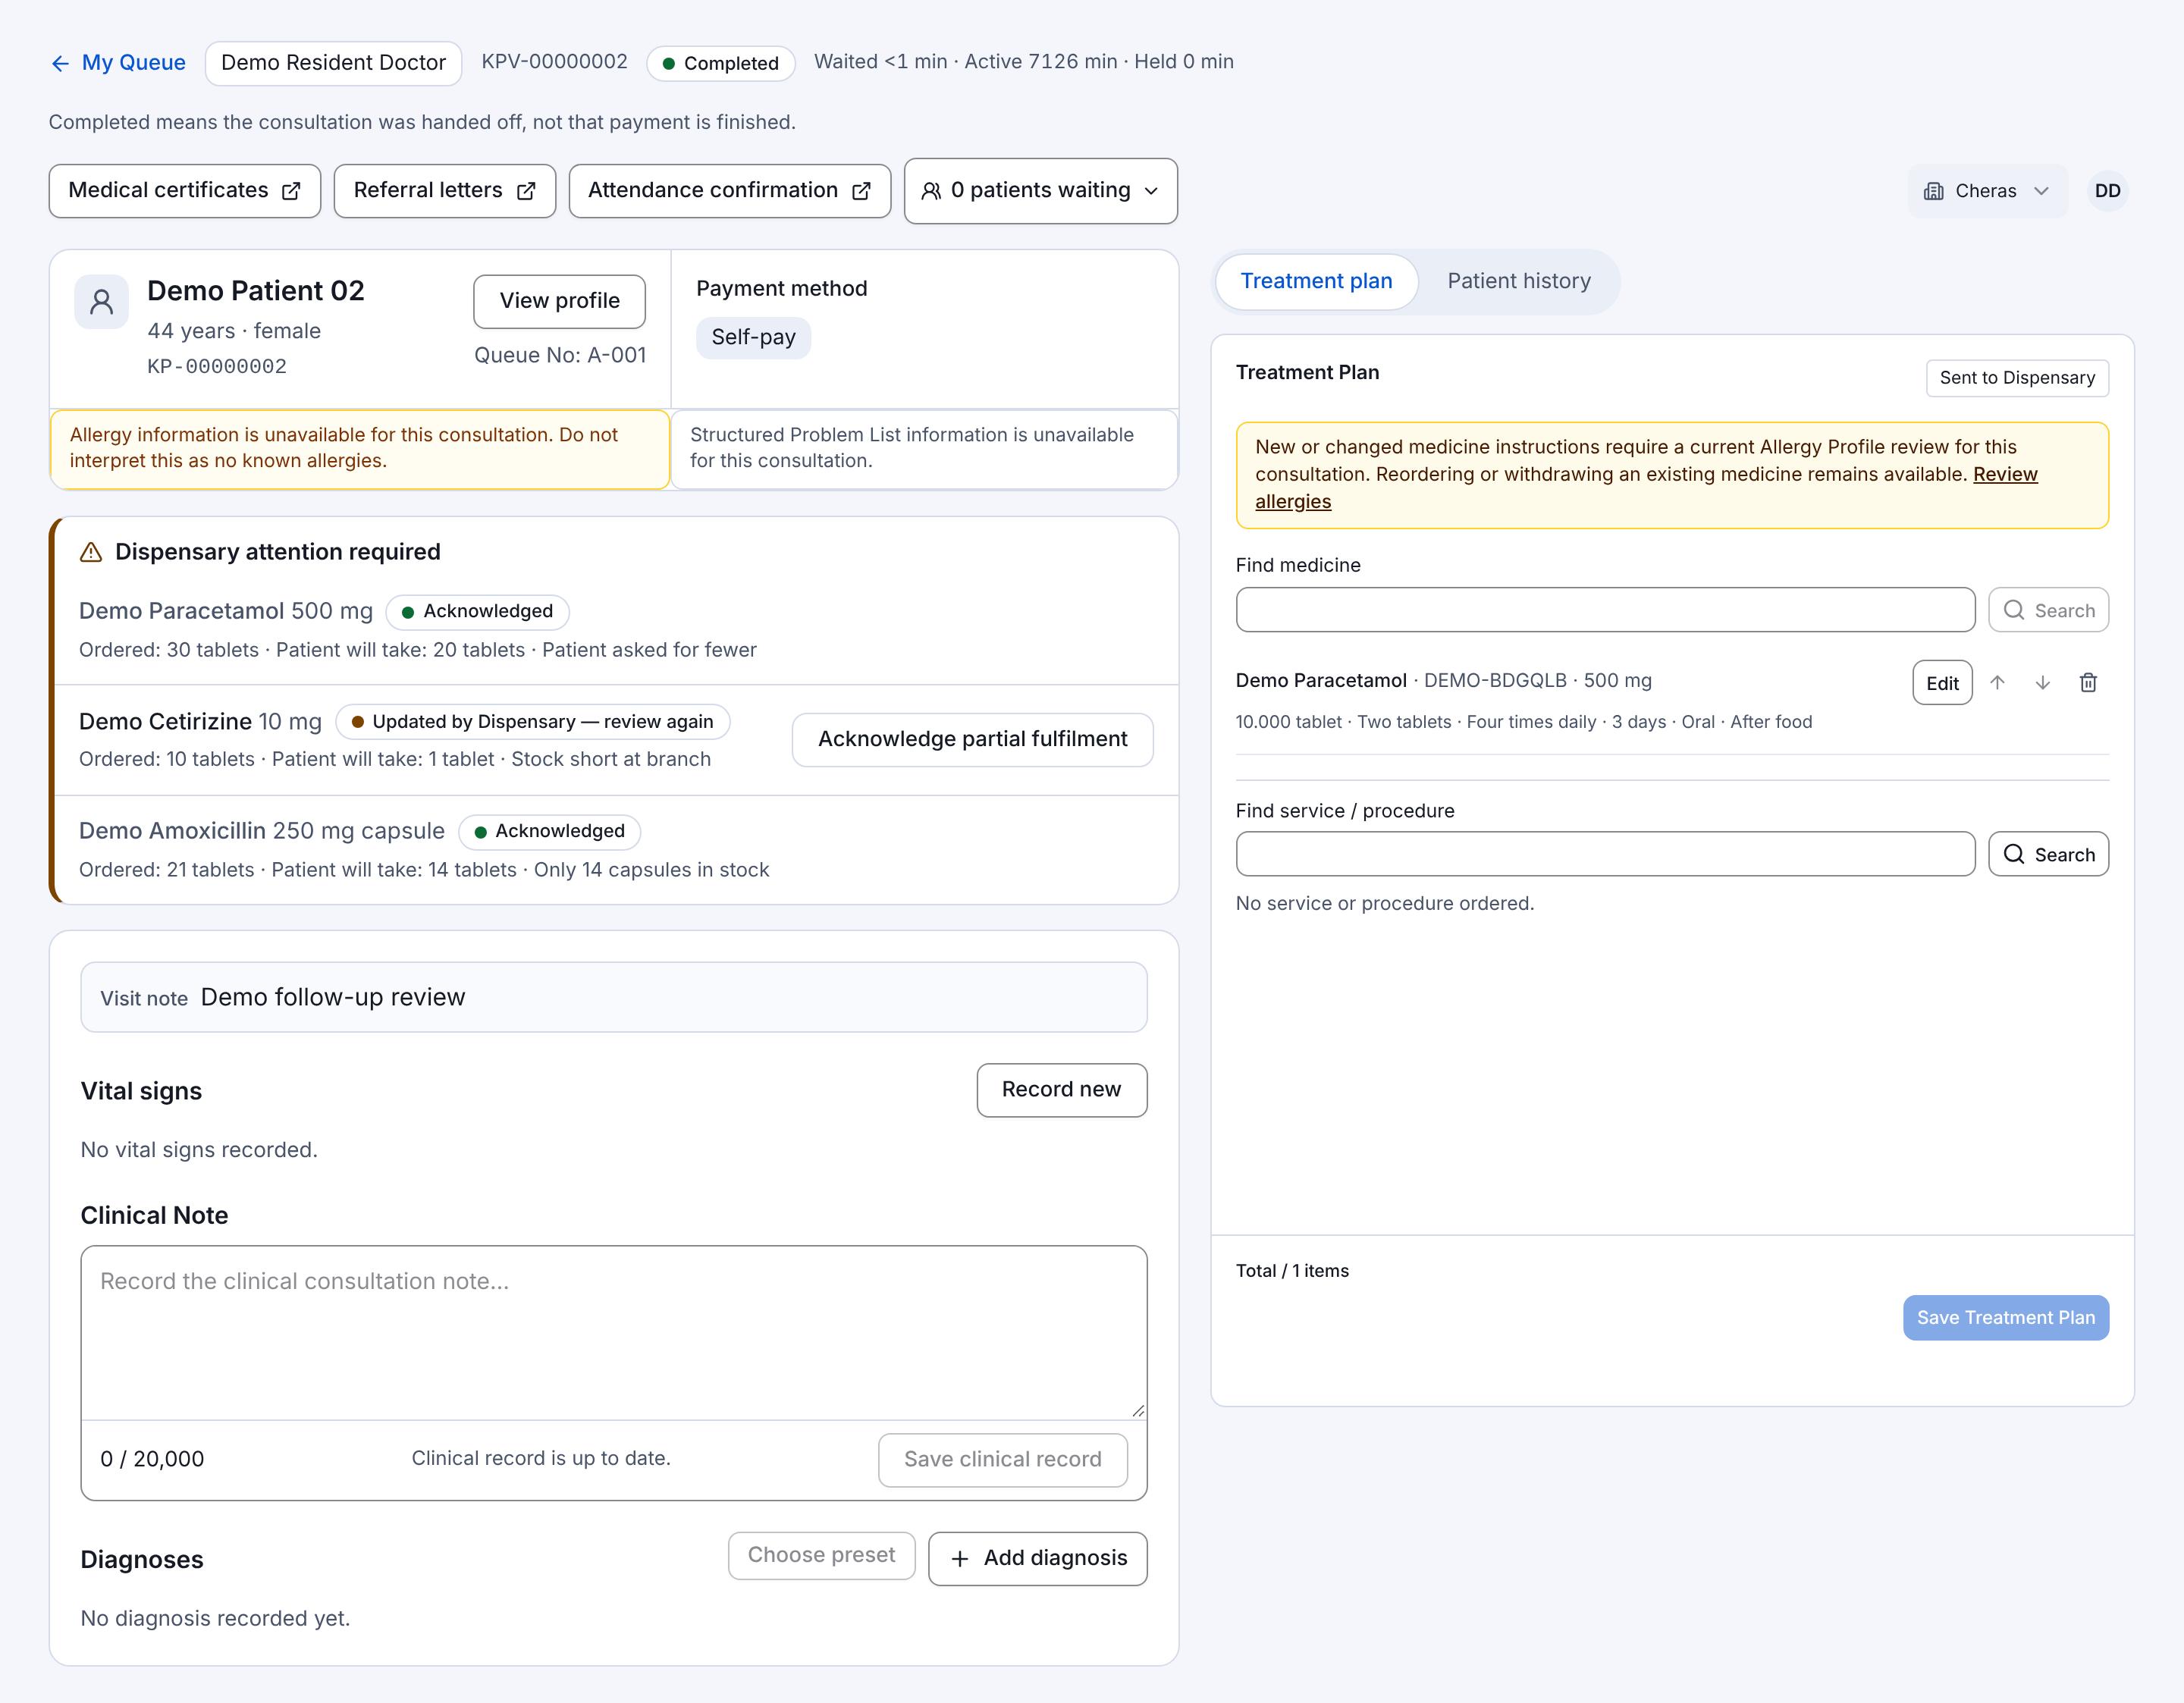 My Queue
Demo Resident Doctor
KPV-00000002
Completed
Waited <1 min · Active 7126 min · Held 0 min
Completed means the consultation was handed off, not that payment is finished.
Medical certificates
Referral letters
Attendance confirmation
0 patients waiting
Cheras
DD
Demo Patient 02
44 years · female
KP-00000002
View profile
Queue No: A-001
Payment method
Self-pay
Allergy information is unavailable for this consultation. Do not
interpret this as no known allergies.
Structured Problem List information is unavailable
for this consultation.
Dispensary attention required
Demo Paracetamol 500 mg
Acknowledged
Ordered: 30 tablets · Patient will take: 20 tablets · Patient asked for fewer
Demo Cetirizine 10 mg
Updated by Dispensary — review again
Ordered: 10 tablets · Patient will take: 1 tablet · Stock short at branch
Acknowledge partial fulfilment
Demo Amoxicillin 250 mg capsule
Acknowledged
Ordered: 21 tablets · Patient will take: 14 tablets · Only 14 capsules in stock
Visit note Demo follow-up review
Vital signs
Record new
No vital signs recorded.
Clinical Note
Record the clinical consultation note...
0 / 20,000
Clinical record is up to date.
Save clinical record
Diagnoses
Choose preset
Add diagnosis
No diagnosis recorded yet.
Treatment plan
Patient history
Treatment Plan
Sent to Dispensary
New or changed medicine instructions require a current Allergy Profile review for this
consultation. Reordering or withdrawing an existing medicine remains available. Review
allergies
Find medicine
Search
Demo Paracetamol · DEMO-BDGQLB · 500 mg
Edit
10.000 tablet · Two tablets · Four times daily · 3 days · Oral · After food
Find service / procedure
Search
No service or procedure ordered.
Total / 1 items
Save Treatment Plan